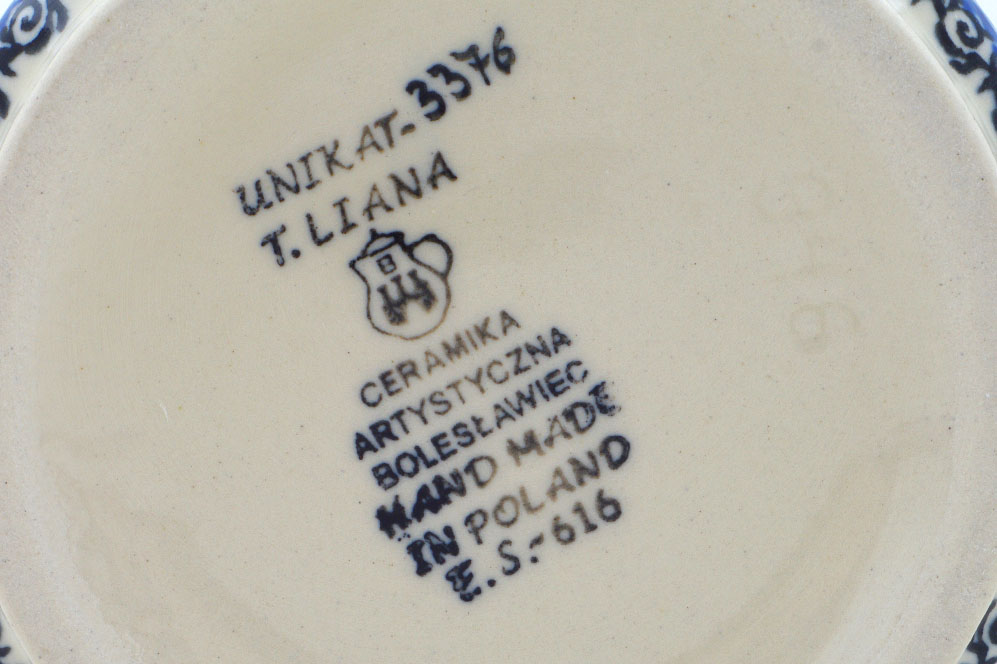 UNIKAT-3376
T. LIANA
B
CERAMIKA
ARTYSTYCZNA
BOLESŁAWIEC
HAND MADE
IN POLAND
E.S.-616